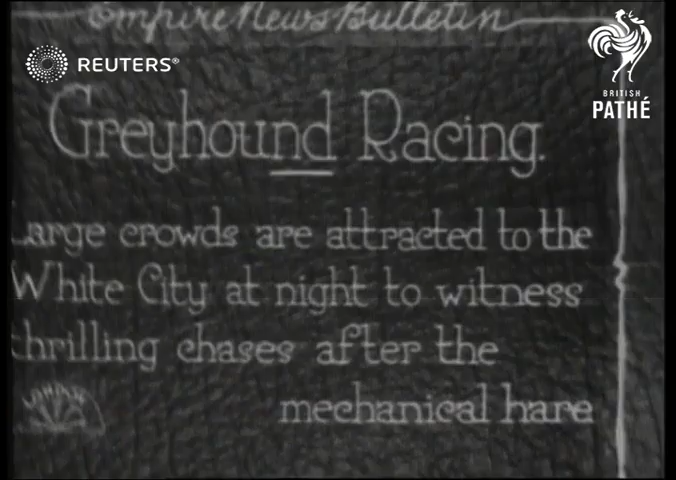 Empire News Bulletin
REUTERS®
BRITISH
PATHÉ
Greyhound Racing.
Large crowds are attracted to the
White City at night to witness
thrilling chases after the
mechanical hare